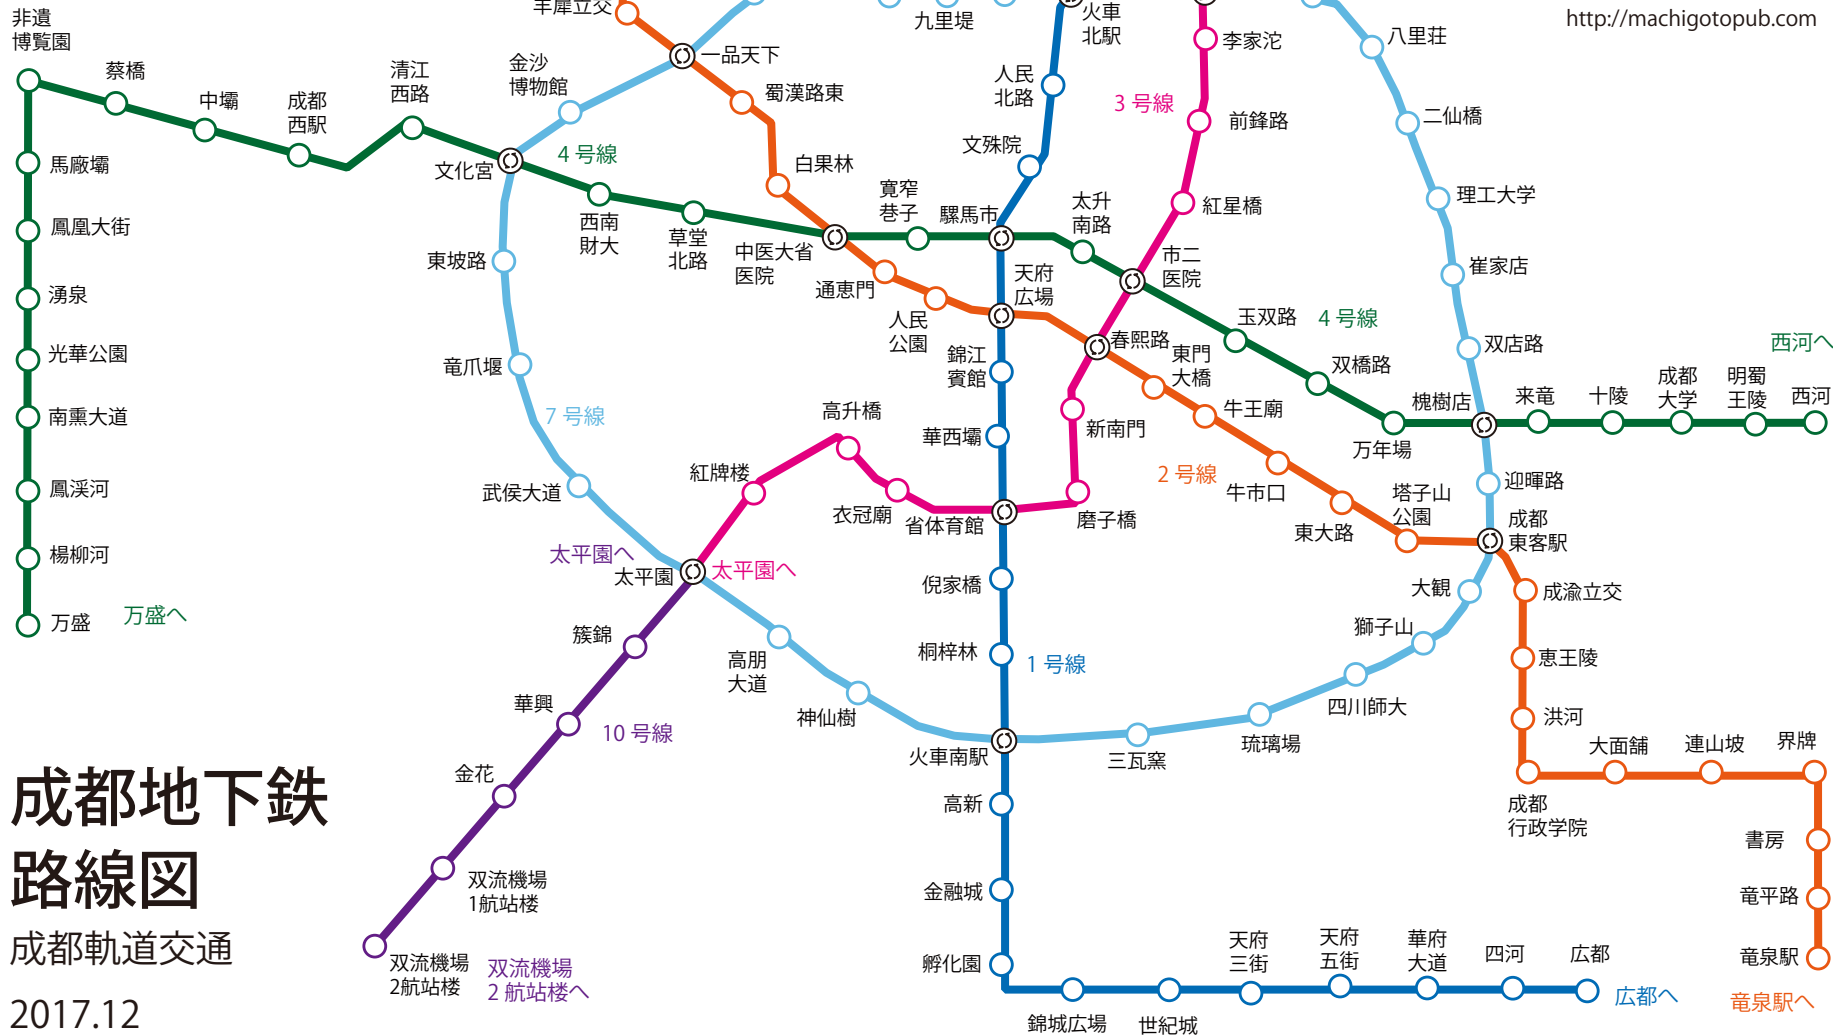 非遺
博覧園
羊犀立交
九里堤
火車
北駅
http://machigotopub.com
李家沱
八里荘
蔡橋
清江
西路
金沙
博物館
一品天下
中壩
成都
西駅
蜀漢路東
人民
北路
3 号線
前鋒路
二仙橋
馬廠壩
文化宮
4 号線
白果林
文殊院
鳳凰大街
西南
財大
草堂
北路
寛窄
巷子
騾馬市
太升
南路
紅星橋
理工大学
東坡路
中医大省
医院
市二
医院
崔家店
湧泉
通恵門
天府
広場
人民
公園
玉双路
4 号線
光華公園
竜爪堰
錦江
賓館
春熙路
東門
大橋
双橋路
双店路
西河へ
南熏大道
7 号線
高升橋
華西壩
新南門
牛王廟
万年場
槐樹店
来竜
十陵
成都
大学
明蜀
王陵
西河
鳳渓河
武侯大道
紅牌楼
衣冠廟
省体育館
磨子橋
2 号線
牛市口
東大路
塔子山
公園
迎暉路
成都
東客駅
楊柳河
太平園へ
太平園
太平園へ
倪家橋
大観
成渝立交
万盛
万盛へ
簇錦
高朋
大道
桐梓林
1 号線
獅子山
恵王陵
華興
10 号線
神仙樹
火車南駅
三瓦窯
琉璃場
四川師大
洪河
金花
高新
大面舗
連山坡
界牌
成都
行政学院
成都地下鉄
路線図
成都軌道交通
2017.12
双流機場
1航站楼
双流機場
2航站楼
双流機場
2 航站楼へ
金融城
孵化園
錦城広場
世紀城
天府
三街
天府
五街
華府
大道
四河
広都
広都へ
書房
竜平路
竜泉駅
竜泉駅へ